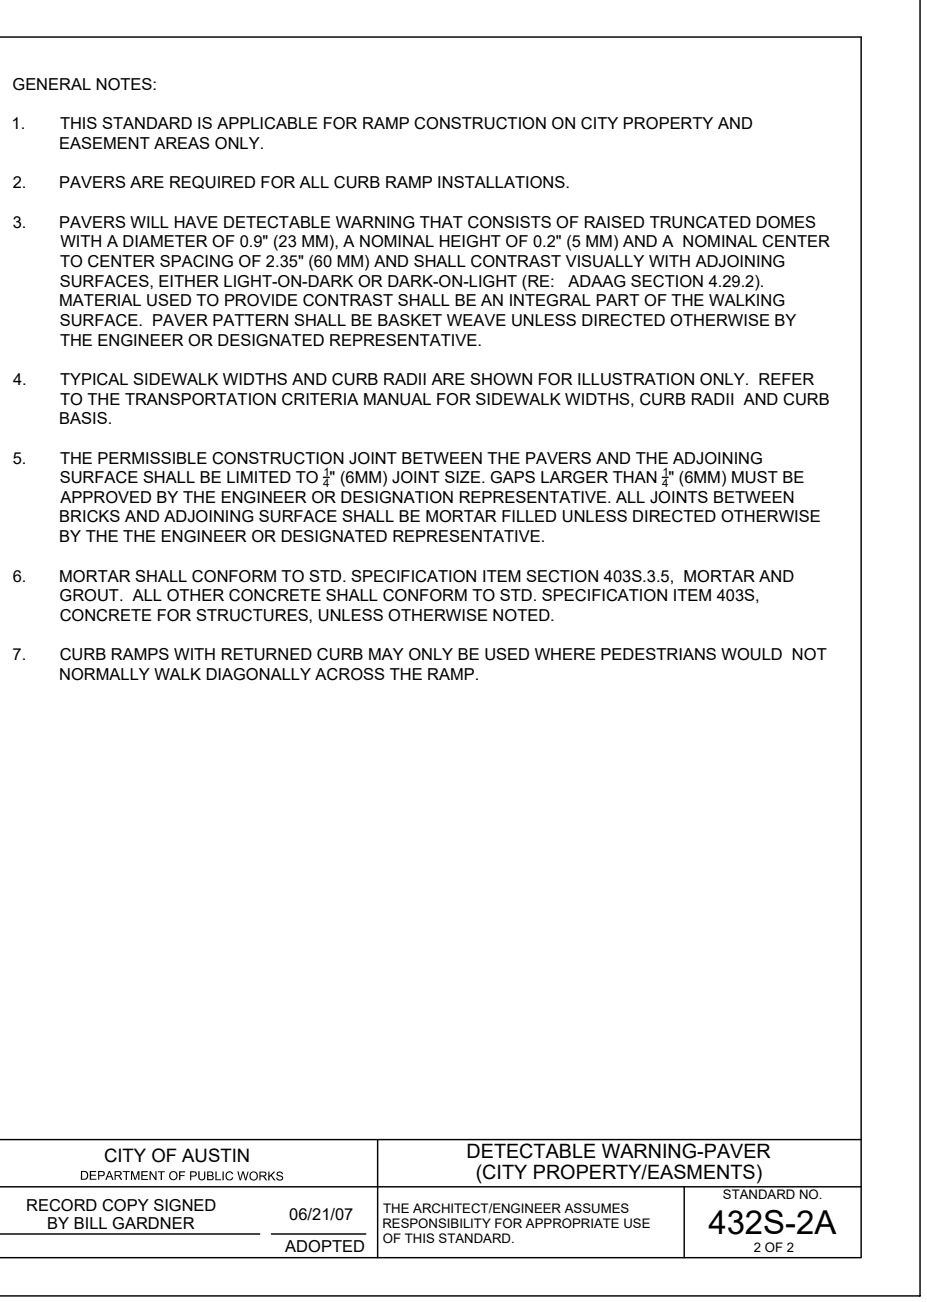 GENERAL NOTES:
1. THIS STANDARD IS APPLICABLE FOR RAMP CONSTRUCTION ON CITY PROPERTY AND
EASEMENT AREAS ONLY.
2. PAVERS ARE REQUIRED FOR ALL CURB RAMP INSTALLATIONS.
3. PAVERS WILL HAVE DETECTABLE WARNING THAT CONSISTS OF RAISED TRUNCATED DOMES
WITH A DIAMETER OF 0.9" (23 MM), A NOMINAL HEIGHT OF 0.2" (5 MM) AND A NOMINAL CENTER
TO CENTER SPACING OF 2.35" (60 MM) AND SHALL CONTRAST VISUALLY WITH ADJOINING
SURFACES, EITHER LIGHT-ON-DARK OR DARK-ON-LIGHT (RE: ADAAG SECTION 4.29.2).
MATERIAL USED TO PROVIDE CONTRAST SHALL BE AN INTEGRAL PART OF THE WALKING
SURFACE. PAVER PATTERN SHALL BE BASKET WEAVE UNLESS DIRECTED OTHERWISE BY
THE ENGINEER OR DESIGNATED REPRESENTATIVE.
4. TYPICAL SIDEWALK WIDTHS AND CURB RADII ARE SHOWN FOR ILLUSTRATION ONLY. REFER
TO THE TRANSPORTATION CRITERIA MANUAL FOR SIDEWALK WIDTHS, CURB RADII AND CURB
BASIS.
5. THE PERMISSIBLE CONSTRUCTION JOINT BETWEEN THE PAVERS AND THE ADJOINING
SURFACE SHALL BE LIMITED TO 1/4" (6MM) JOINT SIZE. GAPS LARGER THAN 1/4" (6MM) MUST BE
APPROVED BY THE ENGINEER OR DESIGNATION REPRESENTATIVE. ALL JOINTS BETWEEN
BRICKS AND ADJOINING SURFACE SHALL BE MORTAR FILLED UNLESS DIRECTED OTHERWISE
BY THE THE ENGINEER OR DESIGNATED REPRESENTATIVE.
6. MORTAR SHALL CONFORM TO STD. SPECIFICATION ITEM SECTION 403S.3.5, MORTAR AND
GROUT. ALL OTHER CONCRETE SHALL CONFORM TO STD. SPECIFICATION ITEM 403S,
CONCRETE FOR STRUCTURES, UNLESS OTHERWISE NOTED.
7. CURB RAMPS WITH RETURNED CURB MAY ONLY BE USED WHERE PEDESTRIANS WOULD NOT
NORMALLY WALK DIAGONALLY ACROSS THE RAMP.
CITY OF AUSTIN
DEPARTMENT OF PUBLIC WORKS
DETECTABLE WARNING-PAVER
(CITY PROPERTY/EASMENTS)
RECORD COPY SIGNED
BY BILL GARDNER
06/21/07
ADOPTED
THE ARCHITECT/ENGINEER ASSUMES
RESPONSIBILITY FOR APPROPRIATE USE
OF THIS STANDARD.
STANDARD NO.
432S-2A
2 OF 2